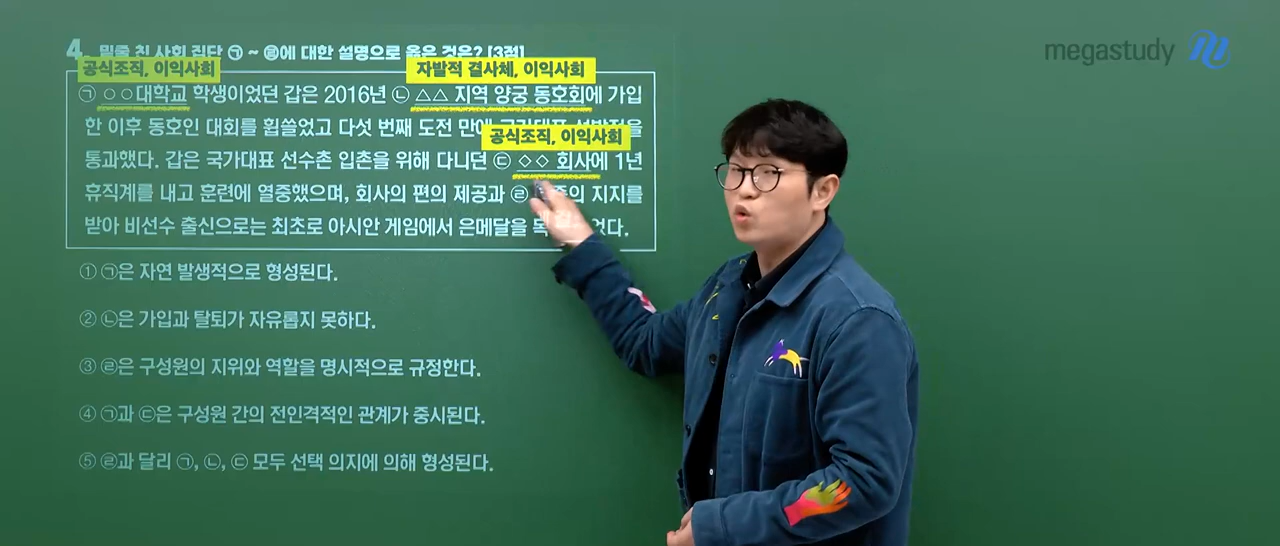 megastudy
4 밑줄 친 사회 집단 ㉠ ~ ㉣에 대한 설명으로 옳은 것은? [3점]
공식조직, 이익사회
자발적 결사체, 이익사회
㉠ ○○대학교 학생이었던 갑은 2016년 ㉡ △△ 지역 양궁 동호회에 가입
한 이후 동호인 대회를 휩쓸었고 다섯 번째 도전 만에
공식조직, 이익사회
통과했다. 갑은 국가대표 선수촌 입촌을 위해 다니던 ㉢ ◇◇ 회사에 1년
휴직계를 내고 훈련에 열중했으며, 회사의 편의 제공과 ㉣ 지지를
받아 비선수 출신으로는 최초로 아시안 게임에서 은메달을
① ㉠은 자연 발생적으로 형성된다.
② ㉡은 가입과 탈퇴가 자유롭지 못하다.
③ ㉣은 구성원의 지위와 역할을 명시적으로 규정한다.
④ ㉠과 ㉢은 구성원 간의 전인격적인 관계가 중시된다.
⑤ ㉣과 달리 ㉠, ㉡, ㉢ 모두 선택 의지에 의해 형성된다.